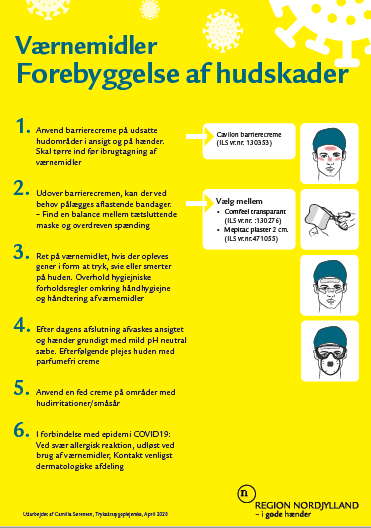 Værnemidler
Forebyggelse af hudskader
1. Anvend barrierecreme på udsatte
hudområder i ansigt og på hænder.
Skal tørre ind før ibrugtagning af
værnemidler
Cavilon barrierecreme
(ILS vr.nr. 130353)
2. Udover barrierecremen, kan der ved
behov pålægges aflastende bandager.
– Find en balance mellem tætsluttende
maske og overdreven spænding
Vælg mellem
• Comfeel transparant
(ILS vr.nr. :130276)
• Mepitac plaster 2 cm.
(ILS vr.nr.471055)
3. Ret på værnemidlet, hvis der opleves
gener i form at tryk, svie eller smerter
på huden. Overhold hygiejniske
forholdsregler omkring håndhygiejne
og håndtering af værnemidler
4. Efter dagens afslutning afvaskes ansigtet
og hænder grundigt med mild pH neutral
sæbe. Efterfølgende plejes huden med
parfumefri creme
5. Anvend en fed creme på områder med
hudirritationer/småsår
6. I forbindelse med epidemi COVID19:
Ved svær allergisk reaktion, udløst ved
brug af værnemidler, Kontakt venligst
dermatologiske afdeling
n
REGION NORDJYLLAND
– i gode hænder
Udarbejdet af Camilla Sørensen, Tryksårssygeplejerske, April 2020